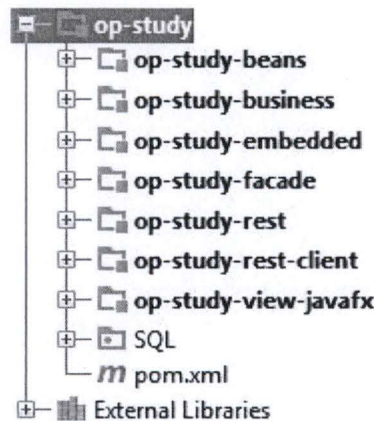 op-study
op-study-beans
op-study-business
op-study-embedded
op-study-facade
op-study-rest
op-study-rest-client
op-study-view-javafx
SQL
m pom.xml
External Libraries